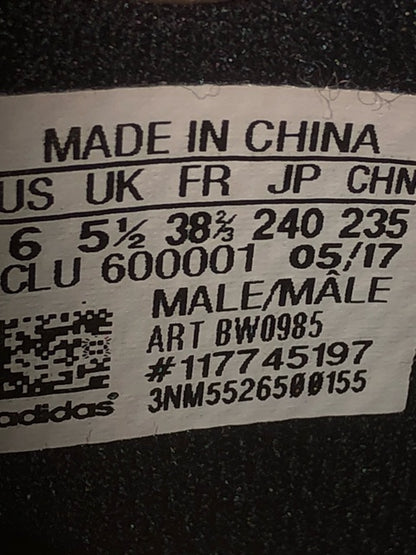 MADE IN CHINA
US UK FR JP CHN
6 5½ 38⅔ 240 235
CLU 600001 05/17
MALE/MÂLE
ART BW0985
#1177745197
3NM5526500155
adidas®